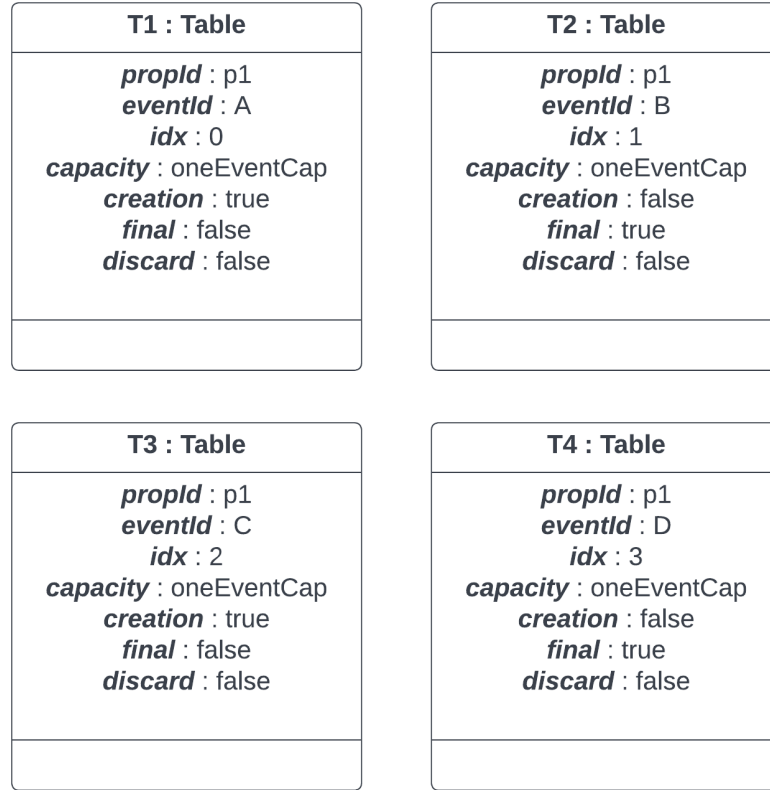 T1 : Table
propId : p1
eventId : A
idx : 0
capacity : oneEventCap
creation : true
final : false
discard : false
T2 : Table
propId : p1
eventId : B
idx : 1
capacity : oneEventCap
creation : false
final : true
discard : false
T3 : Table
propId : p1
eventId : C
idx : 2
capacity : oneEventCap
creation : true
final : false
discard : false
T4 : Table
propId : p1
eventId : D
idx : 3
capacity : oneEventCap
creation : false
final : true
discard : false